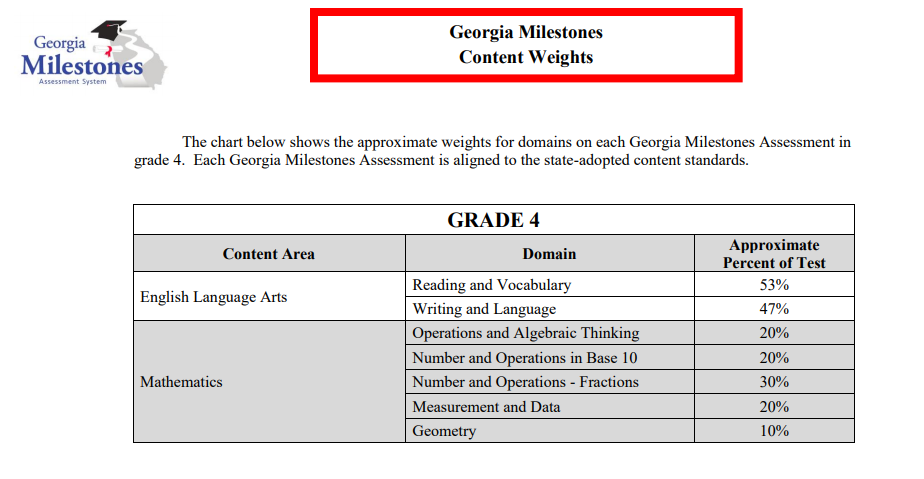 Georgia
Milestones
Assessment System
Georgia Milestones
Content Weights
The chart below shows the approximate weights for domains on each Georgia Milestones Assessment in
grade 4.  Each Georgia Milestones Assessment is aligned to the state-adopted content standards.
GRADE 4
Content Area Domain Approximate
Percent of Test
English Language Arts
Reading and Vocabulary 53%
Writing and Language 47%
Mathematics
Operations and Algebraic Thinking 20%
Number and Operations in Base 10 20%
Number and Operations - Fractions 30%
Measurement and Data 20%
Geometry 10%